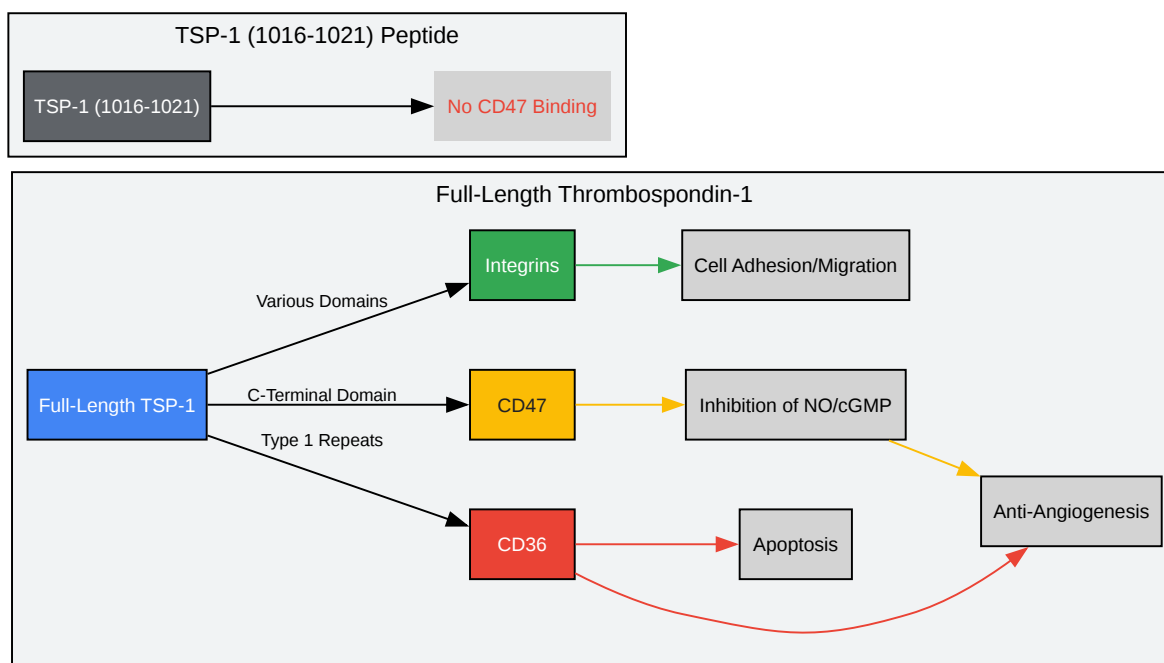 TSP-1 (1016-1021) Peptide
TSP-1 (1016-1021)
No CD47 Binding
Full-Length Thrombospondin-1
Integrins
Cell Adhesion/Migration
Various Domains
Full-Length TSP-1
C-Terminal Domain
CD47
Inhibition of NO/cGMP
Type 1 Repeats
Anti-Angiogenesis
CD36
Apoptosis